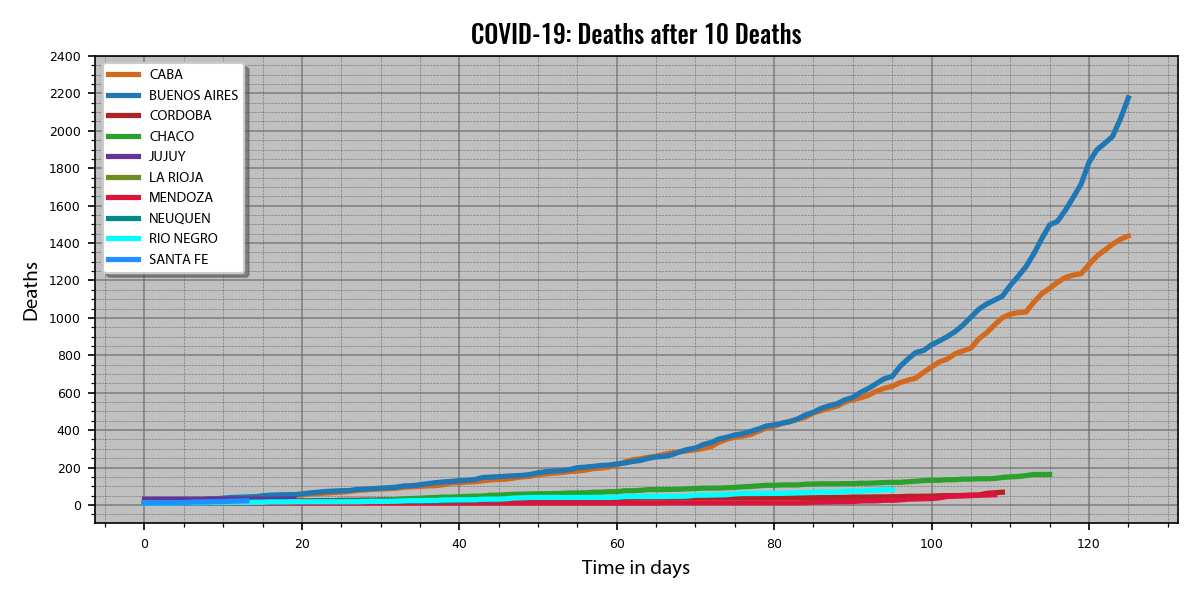 COVID-19: Deaths after 10 Deaths
2400
2200
2000
1800
1600
1400
1200
1000
800
600
400
200
0
Deaths
CABA
BUENOS AIRES
CORDOBA
CHACO
JUJUY
LA RIOJA
MENDOZA
NEUQUEN
RIO NEGRO
SANTA FE
0 20 40 60 80 100 120
Time in days